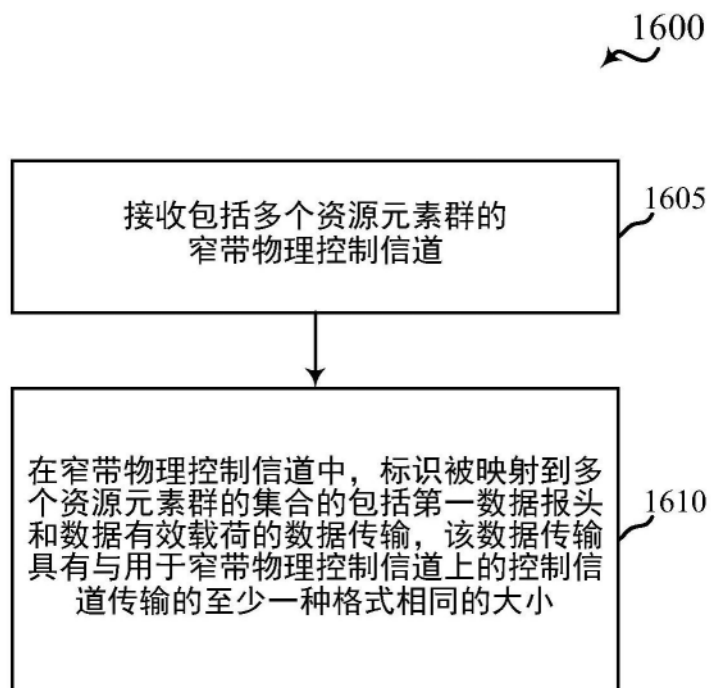 1600
接收包括多个资源元素群的
窄带物理控制信道
1605
在窄带物理控制信道中，标识被映射到多
个资源元素群的集合的包括第一数据报头
和数据有效载荷的数据传输，该数据传输
具有与用于窄带物理控制信道上的控制信
道传输的至少一种格式相同的大小
1610